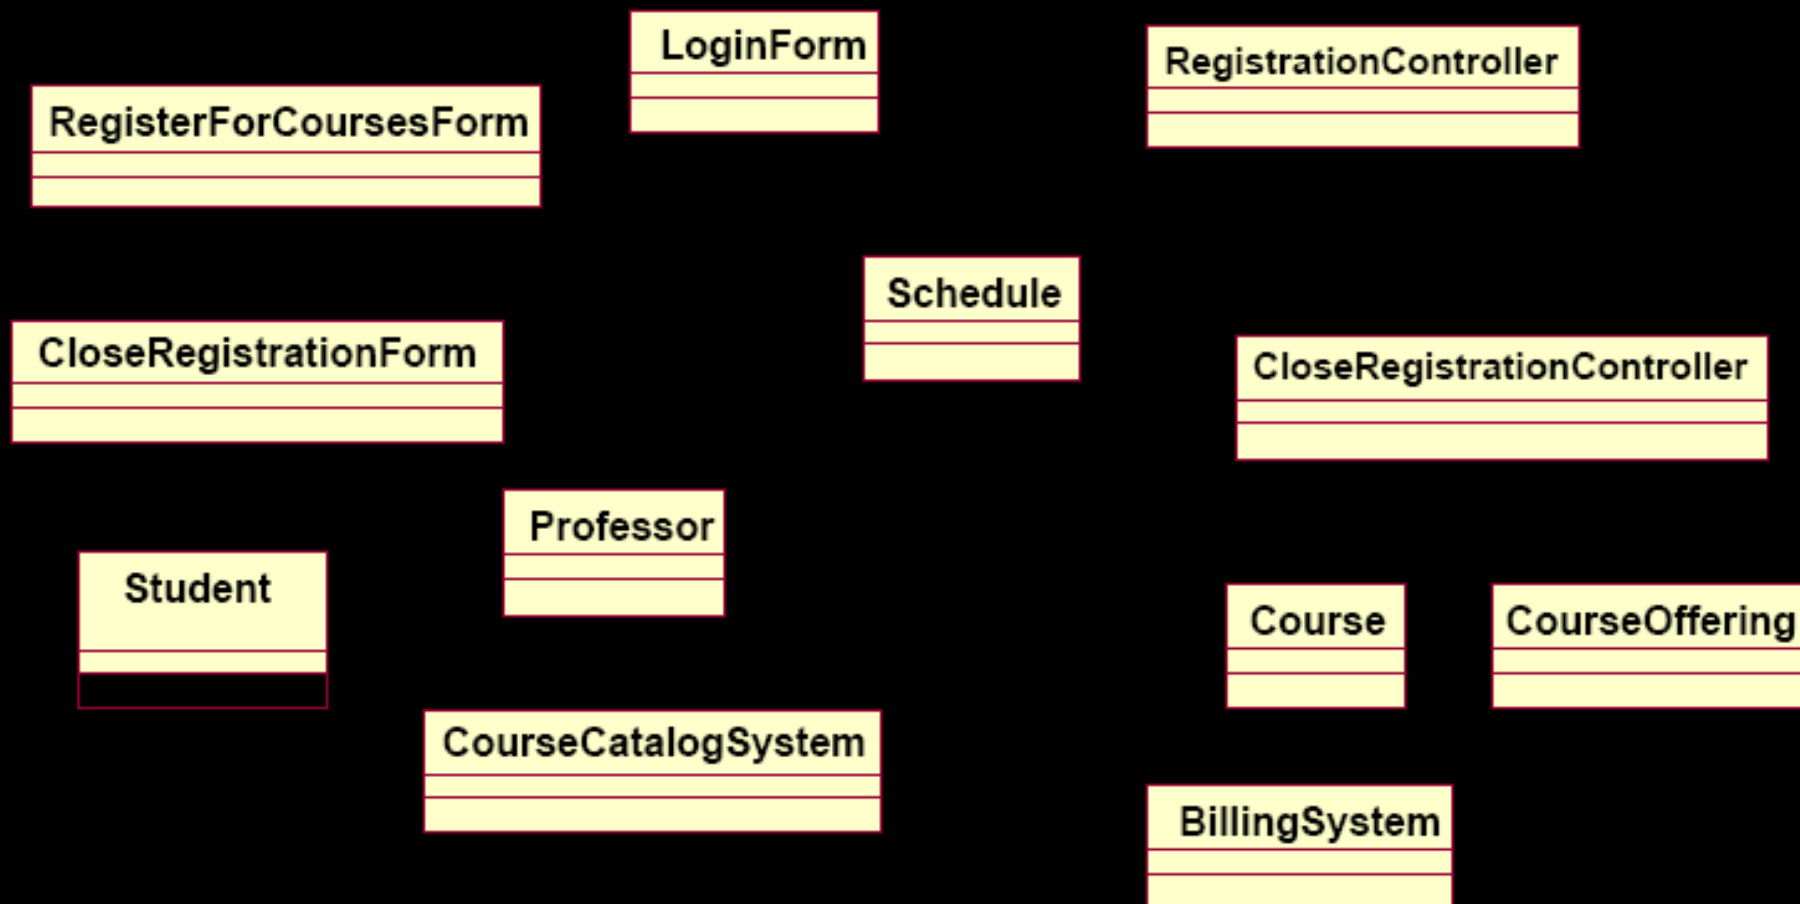 LoginForm
RegistrationController
RegisterForCoursesForm
Schedule
CloseRegistrationForm
CloseRegistrationController
Professor
Student
Course
CourseOffering
CourseCatalogSystem
BillingSystem